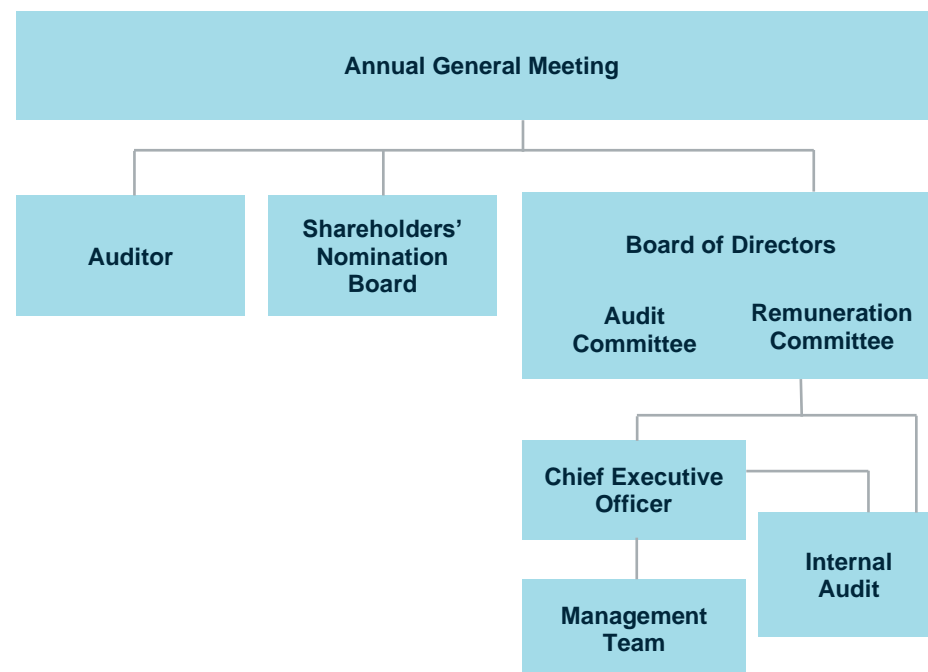 Annual General Meeting
Auditor
Shareholders’
Nomination
Board
Board of Directors
Audit
Committee
Remuneration
Committee
Chief Executive
Officer
Internal
Audit
Management
Team